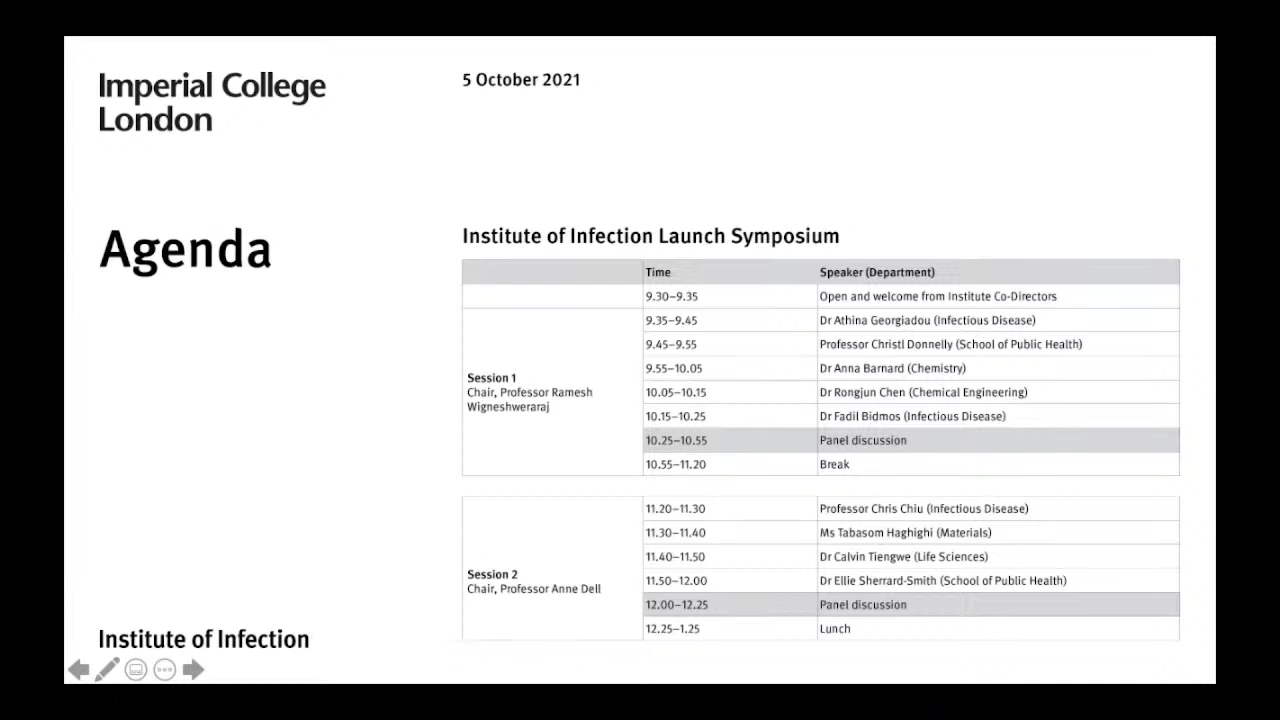 Imperial College
London
5 October 2021
Agenda
Institute of Infection Launch Symposium
Time Speaker (Department)
9.30–9.35 Open and welcome from Institute Co-Directors
Session 1
Chair, Professor Ramesh
Wigneshweraraj
9.35–9.45 Dr Athina Georgiadou (Infectious Disease)
9.45–9.55 Professor Christl Donnelly (School of Public Health)
9.55–10.05 Dr Anna Barnard (Chemistry)
10.05–10.15 Dr Rongjun Chen (Chemical Engineering)
10.15–10.25 Dr Fadil Bidmos (Infectious Disease)
10.25–10.55 Panel discussion
10.55–11.20 Break
Session 2
Chair, Professor Anne Dell
11.20–11.30 Professor Chris Chiu (Infectious Disease)
11.30–11.40 Ms Tabasom Haghighi (Materials)
11.40–11.50 Dr Calvin Tiengwe (Life Sciences)
11.50–12.00 Dr Ellie Sherrard-Smith (School of Public Health)
12.00–12.25 Panel discussion
12.25–1.25 Lunch
Institute of Infection